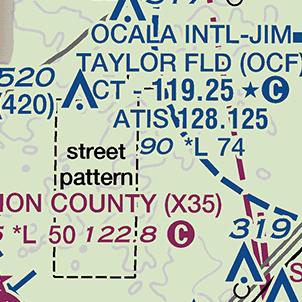 OCALA INTL-JIM
TAYLOR FLD (OCF)
520
(420)
CT - 119.25 ★ C
ATIS 128.125
90 *L 74
street
pattern
ION COUNTY (X35)
*L 50 122.8 C
319
C
S